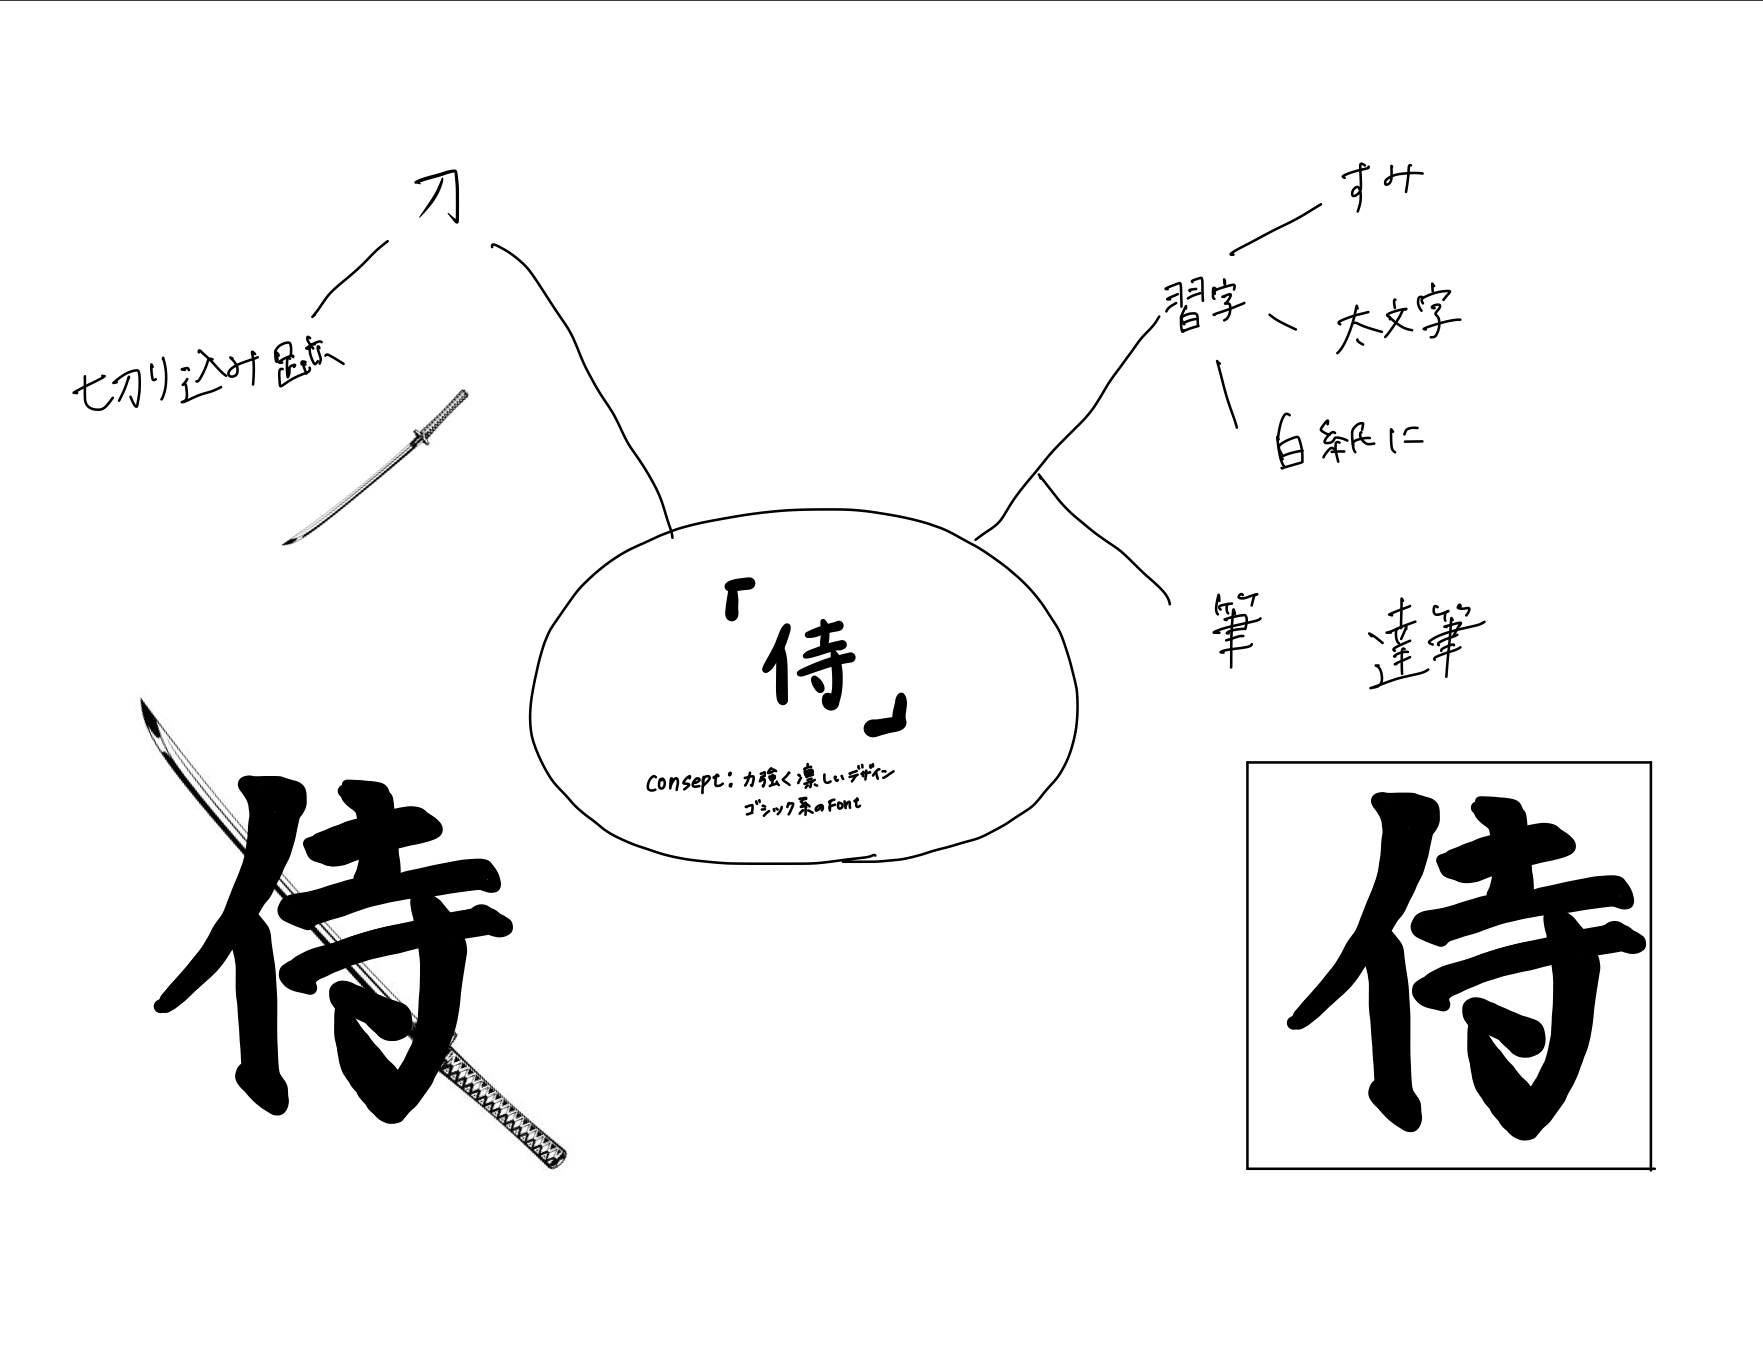 刀
すみ
習字
太文字
切り込み跡
白紙に
筆
達筆
「侍」
Consept: 力強く凛しいデザイン
ゴシック系のFont
侍
侍